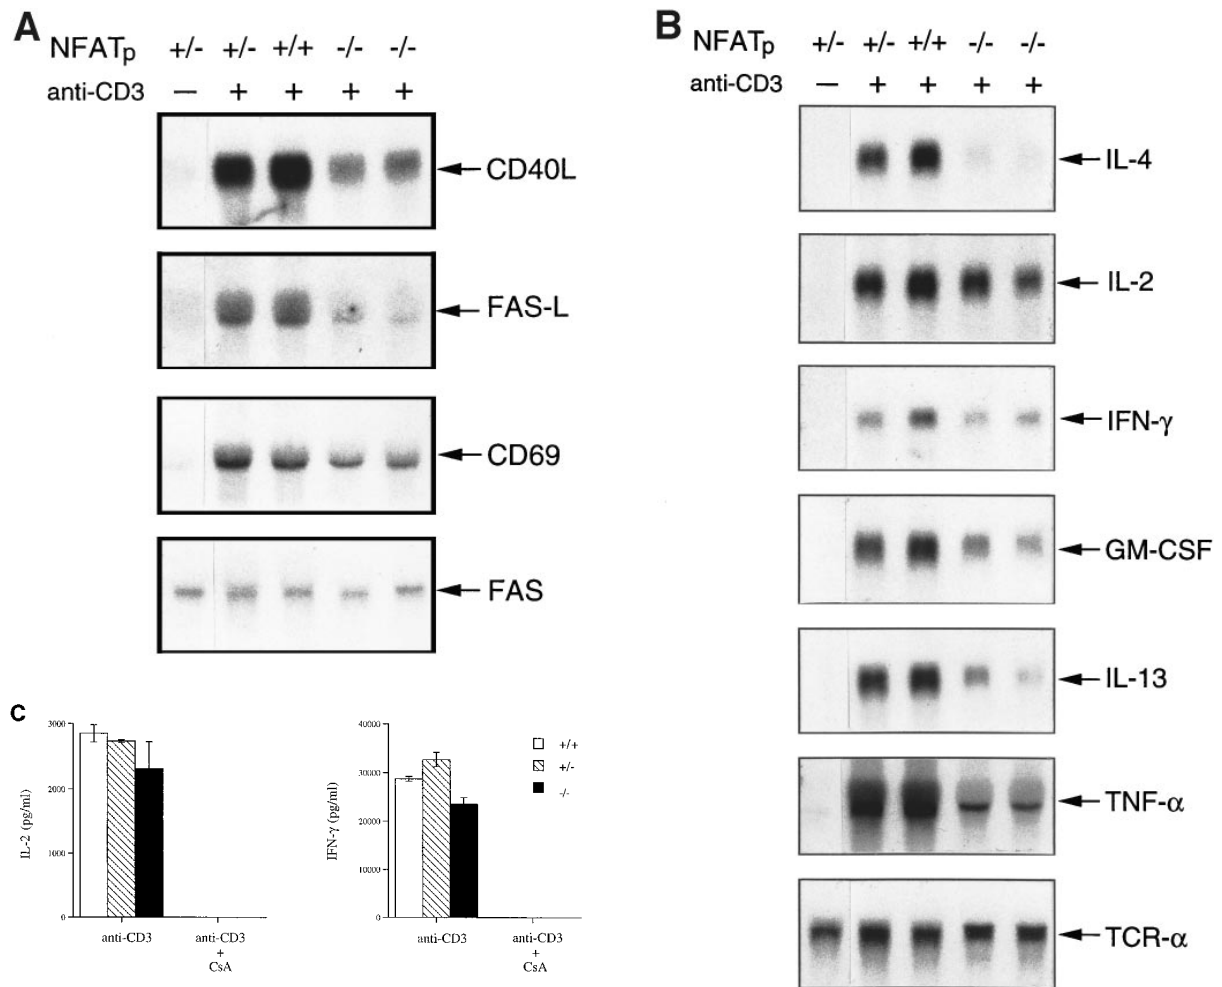 A
NFATp +/- +/- +/+ -/- -/-
anti-CD3 — + + + +
CD40L
FAS-L
CD69
FAS
B
NFATp +/- +/- +/+ -/- -/-
anti-CD3 — + + + +
IL-4
IL-2
IFN-γ
GM-CSF
IL-13
TNF-α
TCR-α
C
IL-2 (pg/ml)
3000
2000
1000
0
anti-CD3
anti-CD3
+
CsA
IFN-γ (pg/ml)
40000
30000
20000
10000
0
anti-CD3
anti-CD3
+
CsA
+/+
+/-
-/-